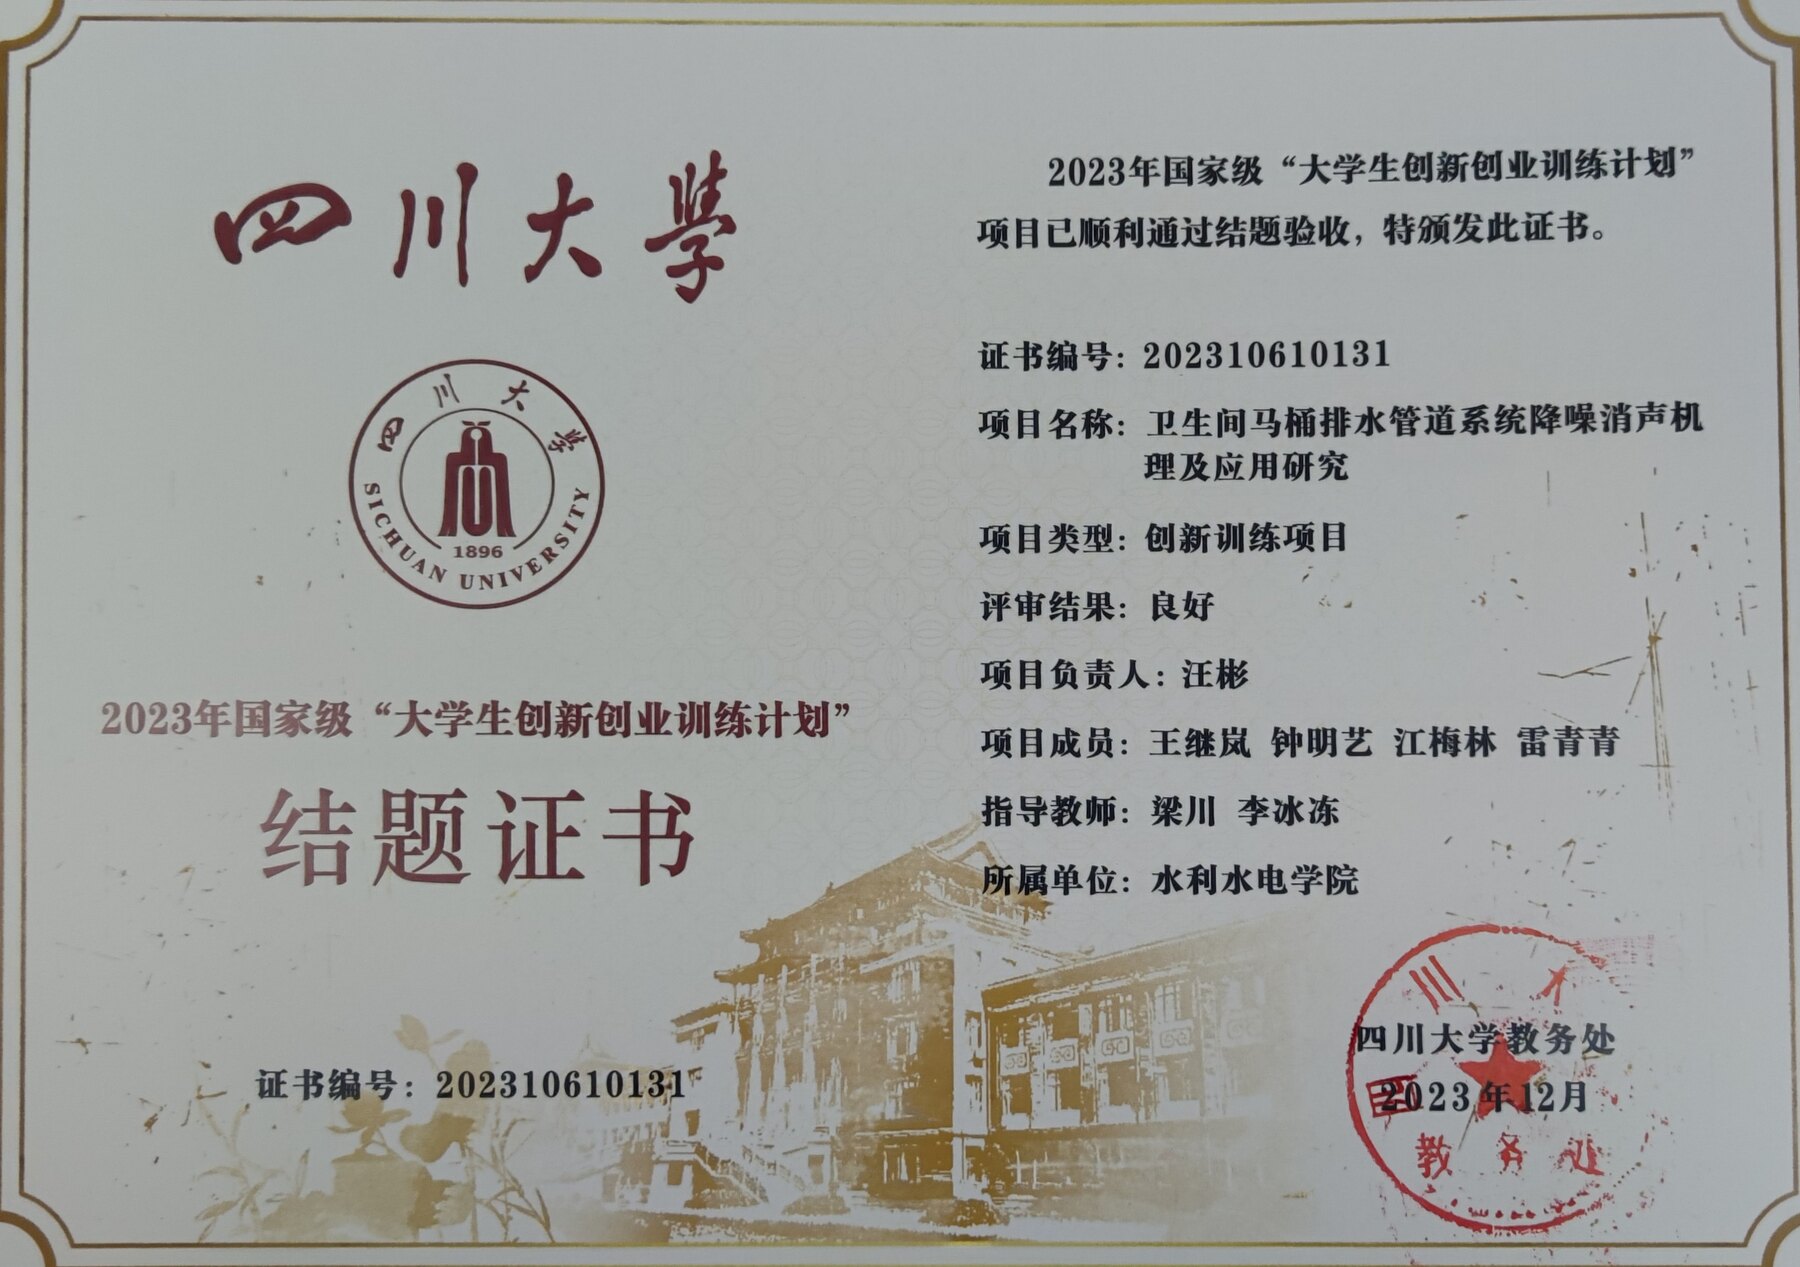 四川大学
四川大学
SICHUAN UNIVERSITY
1896
2023年国家级“大学生创新创业训练计划”
结题证书
证书编号：202310610131
2023年国家级“大学生创新创业训练计划”
项目已顺利通过结题验收，特颁发此证书。
证书编号：202310610131
项目名称：卫生间马桶排水管道系统降噪消声机
理及应用研究
项目类型：创新训练项目
评审结果：良好
项目负责人：汪彬
项目成员：王继岚 钟明艺 江梅林 雷青青
指导教师：梁川 李冰冻
所属单位：水利水电学院
四川大学教务处
2023年12月
四川大
教务处